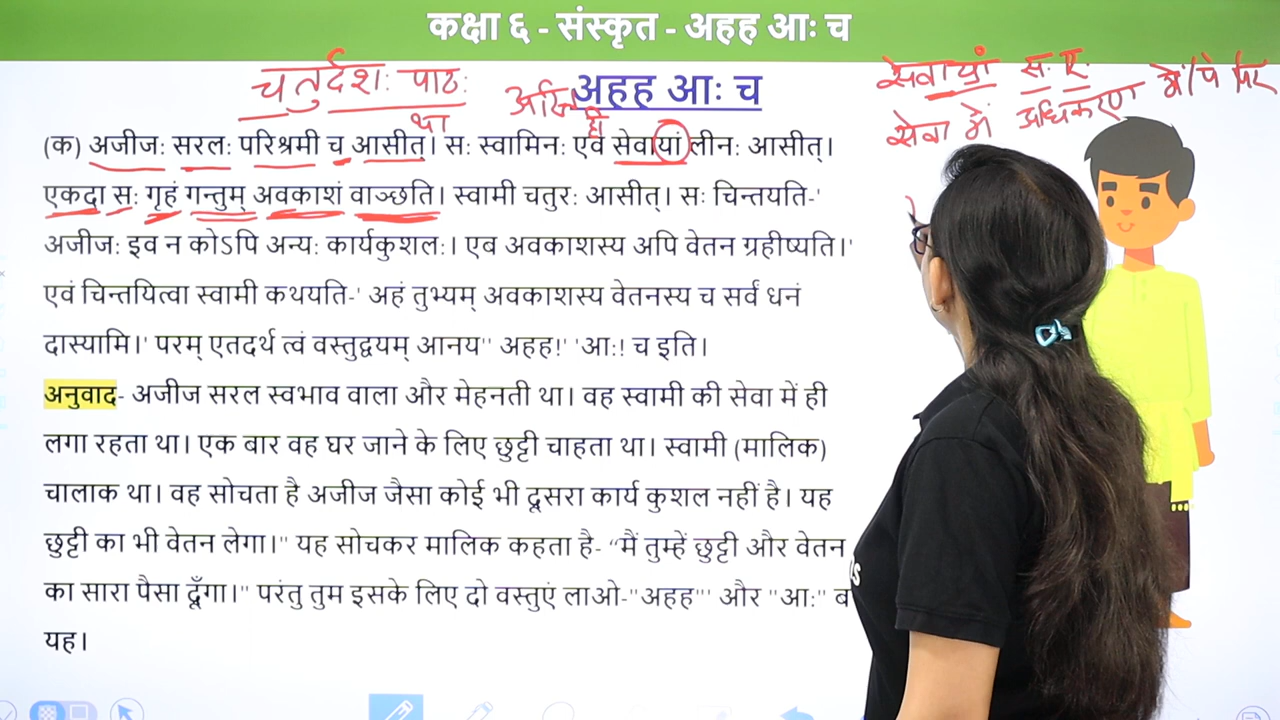 कक्षा ६ - संस्कृत - अहह आः च
चतुर्दशः पाठः
अहह आः च
सेवायां स. ए.
सेवा में अधिकरण में/पे पर
था
ही
(क) अजीज: सरल: परिश्रमी च आसीत्। स: स्वामिन: एव सेवायां लीन: आसीत्।
एकदा स: गृहं गन्तुम् अवकाशं वाञ्छति। स्वामी चतुर: आसीत्। सः चिन्तयति-'
अजीज: इव न कोऽपि अन्य: कार्यकुशल:। एब अवकाशस्य अपि वेतन ग्रहीष्यति।'
एवं चिन्तयित्वा स्वामी कथयति-' अहं तुभ्यम् अवकाशस्य वेतनस्य च सर्वं धनं
दास्यामि।' परम् एतदर्थ त्वं वस्तुद्वयम् आनय'' अहह!' 'आ:! च इति।
अनुवाद- अजीज सरल स्वभाव वाला और मेहनती था। वह स्वामी की सेवा में ही
लगा रहता था। एक बार वह घर जाने के लिए छुट्टी चाहता था। स्वामी (मालिक)
चालाक था। वह सोचता है अजीज जैसा कोई भी दूसरा कार्य कुशल नहीं है। यह
छुट्टी का भी वेतन लेगा।'' यह सोचकर मालिक कहता है- “मैं तुम्हें छुट्टी और वेतन
का सारा पैसा दूँगा।'' परंतु तुम इसके लिए दो वस्तुएं लाओ-''अहह''' और ''आ:'' व
यह।